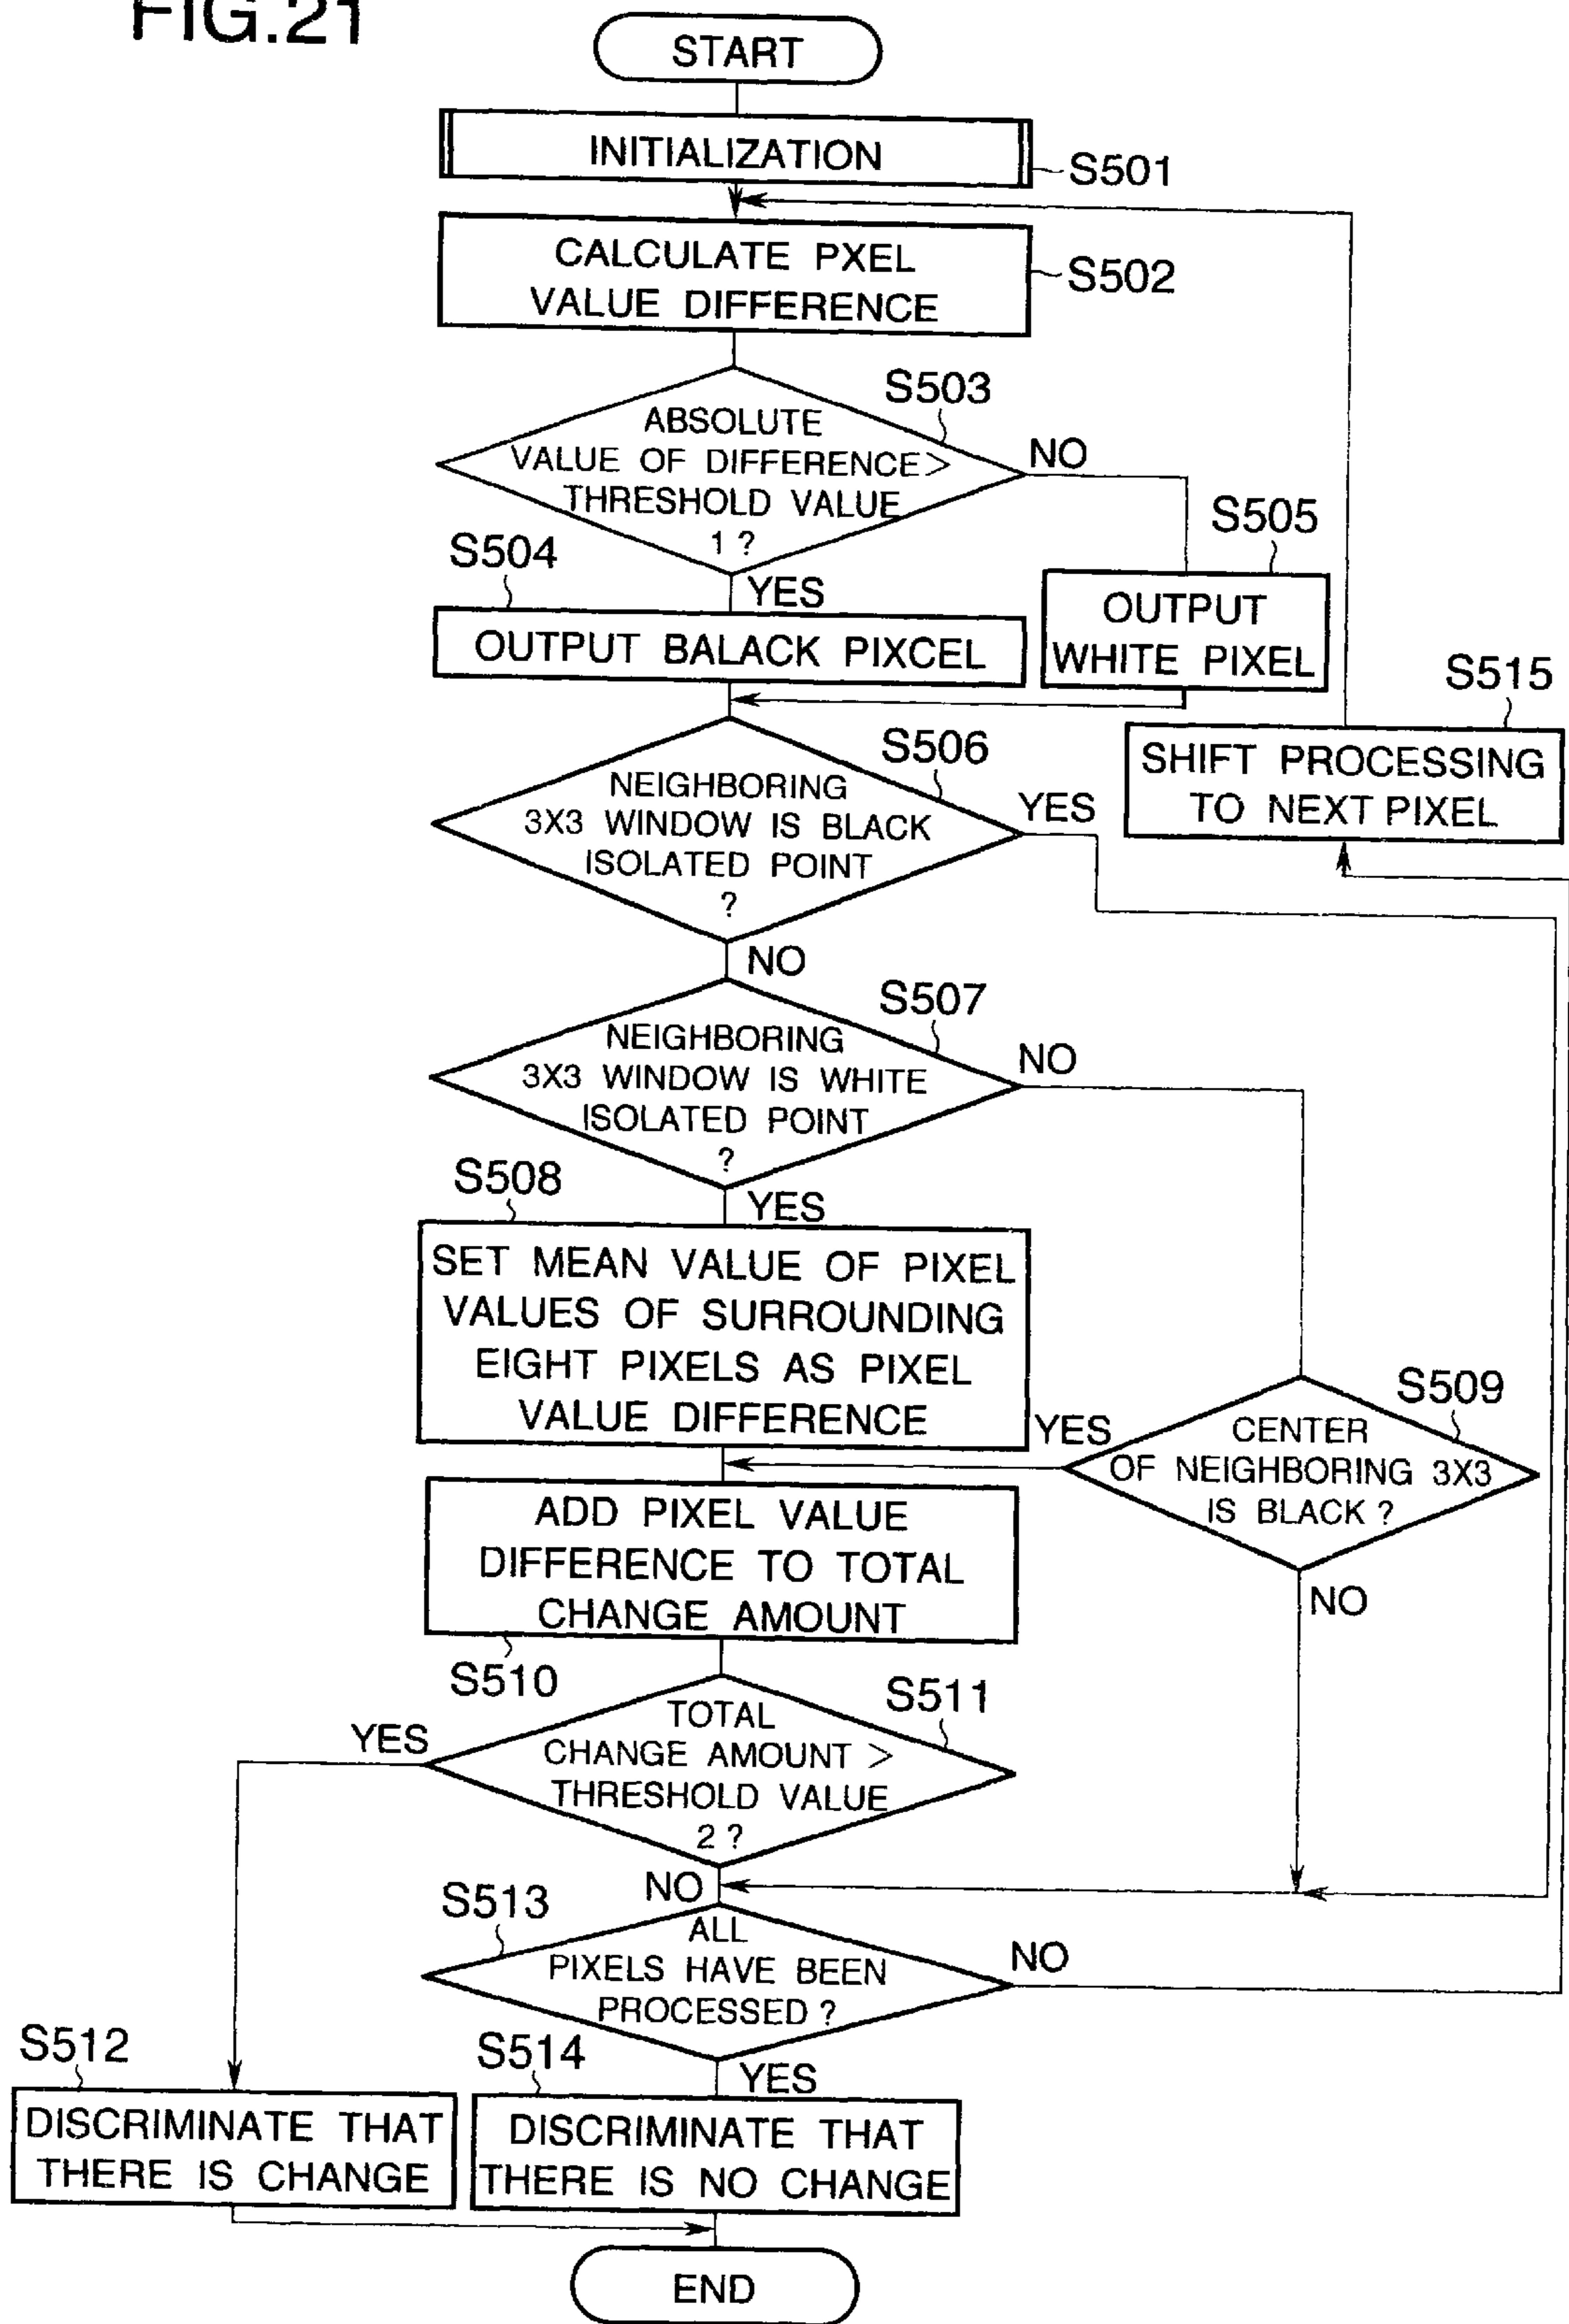 FIG.21
START
INITIALIZATION
S501
CALCULATE PXEL
VALUE DIFFERENCE
S502
S503
ABSOLUTE
VALUE OF DIFFERENCE>
THRESHOLD VALUE
1 ?
NO
YES
S504
OUTPUT BALACK PIXCEL
S505
OUTPUT
WHITE PIXEL
S515
SHIFT PROCESSING
TO NEXT PIXEL
S506
NEIGHBORING
3X3 WINDOW IS BLACK
ISOLATED POINT
?
YES
NO
S507
NEIGHBORING
3X3 WINDOW IS WHITE
ISOLATED POINT
?
NO
YES
S508
SET MEAN VALUE OF PIXEL
VALUES OF SURROUNDING
EIGHT PIXELS AS PIXEL
VALUE DIFFERENCE
S509
CENTER
OF NEIGHBORING 3X3
IS BLACK ?
YES
NO
ADD PIXEL VALUE
DIFFERENCE TO TOTAL
CHANGE AMOUNT
S510
S511
TOTAL
CHANGE AMOUNT >
THRESHOLD VALUE
2 ?
YES
NO
S513
ALL
PIXELS HAVE BEEN
PROCESSED ?
NO
YES
S512
DISCRIMINATE THAT
THERE IS CHANGE
S514
DISCRIMINATE THAT
THERE IS NO CHANGE
END